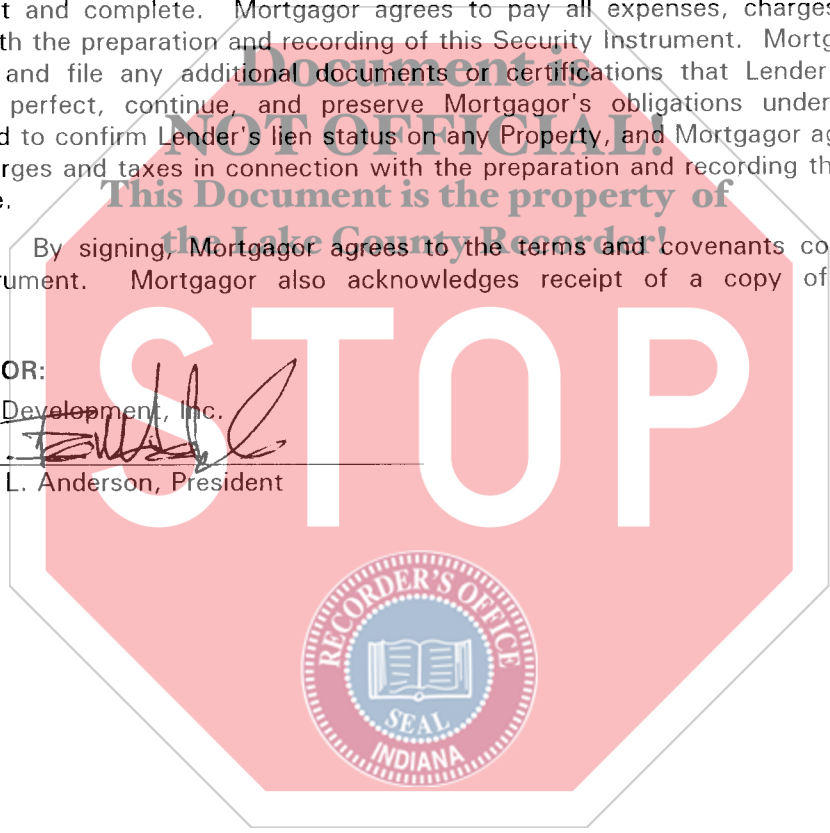 t and complete. Mortgagor agrees to pay all expenses, charges
th the preparation and recording of this Security Instrument. Mortg
and file any additional documents or certifications that Lender
perfect, continue, and preserve Mortgagor's obligations under
d to confirm Lender's lien status on any Property, and Mortgagor ag
rges and taxes in connection with the preparation and recording th
e.
Document is
NOT OFFICIAL!
This Document is the property of
the Lake County Recorder!
By signing, Mortgagor agrees to the terms and covenants co
rument. Mortgagor also acknowledges receipt of a copy of
STOP
OR:
Development, Inc.
L. Anderson, President
RECORDER'S OFFICE
SEAL
INDIANA